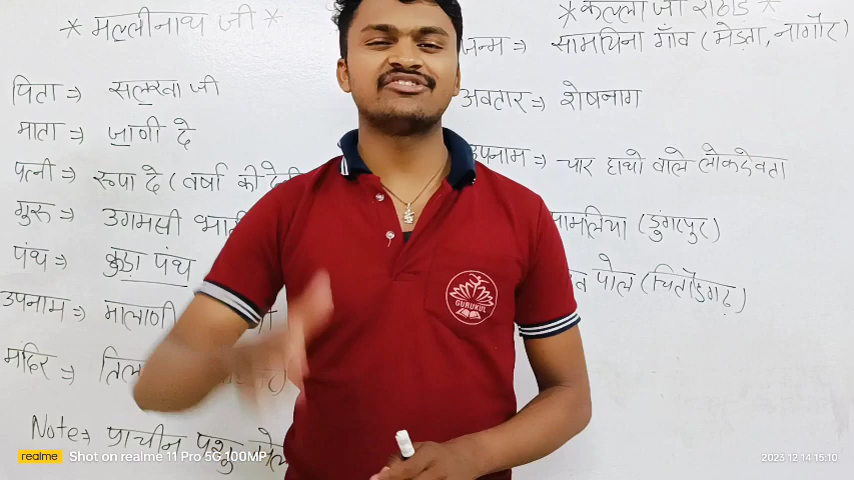 * मल्लीनाथ जी *
पिता ⇒ सलखा जी
माता ⇒ जाणी दे
पत्नी ⇒ रूपा दे (वर्षा की
गुरु ⇒ उगमसी
पंथ ⇒ कुडा पंथ
उपनाम ⇒
मंदिर ⇒
Note ⇒ प्राचीन पशु
* कल्ला जी राठौड़ *
जन्म ⇒ सामयिना गाँव (मेड़ता, नागौर)
अवतार ⇒ शेषनाग
उपनाम ⇒ चार हाथो वाले लोकदेवता
सामलिया (डुंगरपुर)
पोल (चितौड़गढ़)
GURUKUL
realme Shot on realme 11 Pro 5G 100MP
2023 12 14 15:10